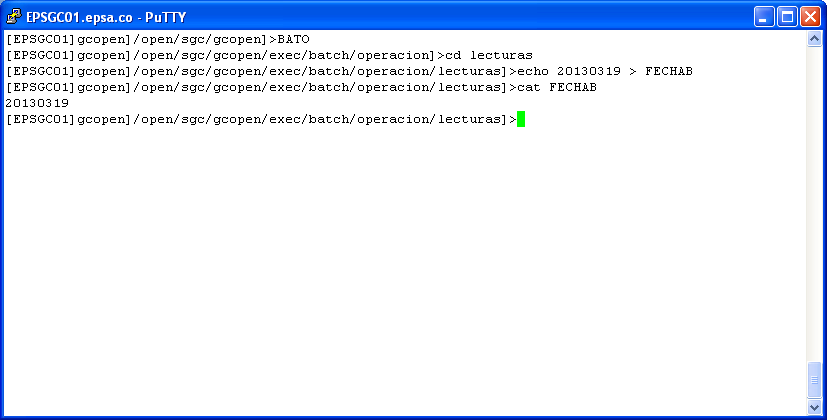 EPSGC01.epsa.co - PuTTY
[EPSGC01]gcopen]/open/sgc/gcopen]>BATO
[EPSGC01]gcopen]/open/sgc/gcopen/exec/batch/operacion]>cd lecturas
[EPSGC01]gcopen]/open/sgc/gcopen/exec/batch/operacion/lecturas]>echo 20130319 > FECHAB
[EPSGC01]gcopen]/open/sgc/gcopen/exec/batch/operacion/lecturas]>cat FECHAB
20130319
[EPSGC01]gcopen]/open/sgc/gcopen/exec/batch/operacion/lecturas]>